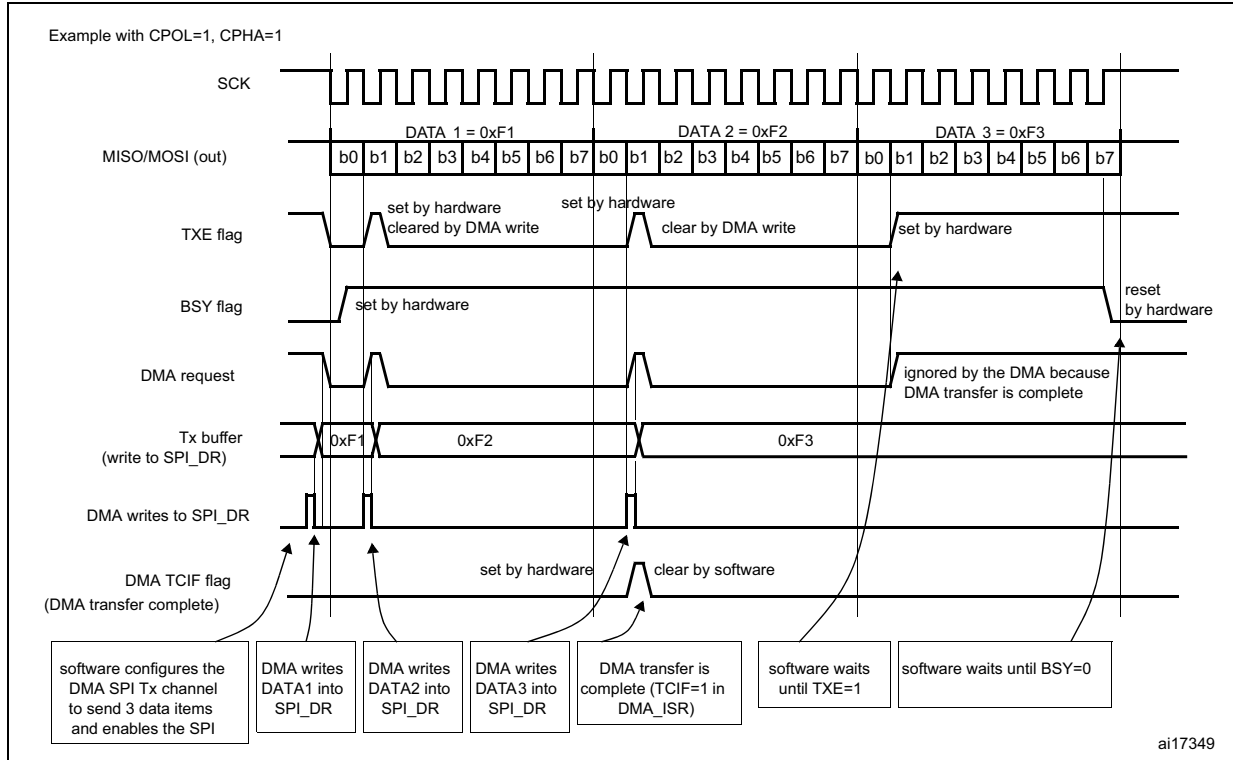 Example with CPOL=1, CPHA=1
SCK
DATA 1 = 0xF1
DATA 2 = 0xF2
DATA 3 = 0xF3
MISO/MOSI (out)
b0 b1 b2 b3 b4 b5 b6 b7 b0 b1 b2 b3 b4 b5 b6 b7 b0 b1 b2 b3 b4 b5 b6 b7
set by hardware
cleared by DMA write
set by hardware
clear by DMA write
set by hardware
TXE flag
BSY flag
set by hardware
reset
by hardware
DMA request
ignored by the DMA because
DMA transfer is complete
Tx buffer
(write to SPI_DR)
0xF1
0xF2
0xF3
DMA writes to SPI_DR
DMA TCIF flag
(DMA transfer complete)
set by hardware
clear by software
software configures the
DMA SPI Tx channel
to send 3 data items
and enables the SPI
DMA writes
DATA1 into
SPI_DR
DMA writes
DATA2 into
SPI_DR
DMA writes
DATA3 into
SPI_DR
DMA transfer is
complete (TCIF=1 in
DMA_ISR)
software waits
until TXE=1
software waits until BSY=0
ai17349